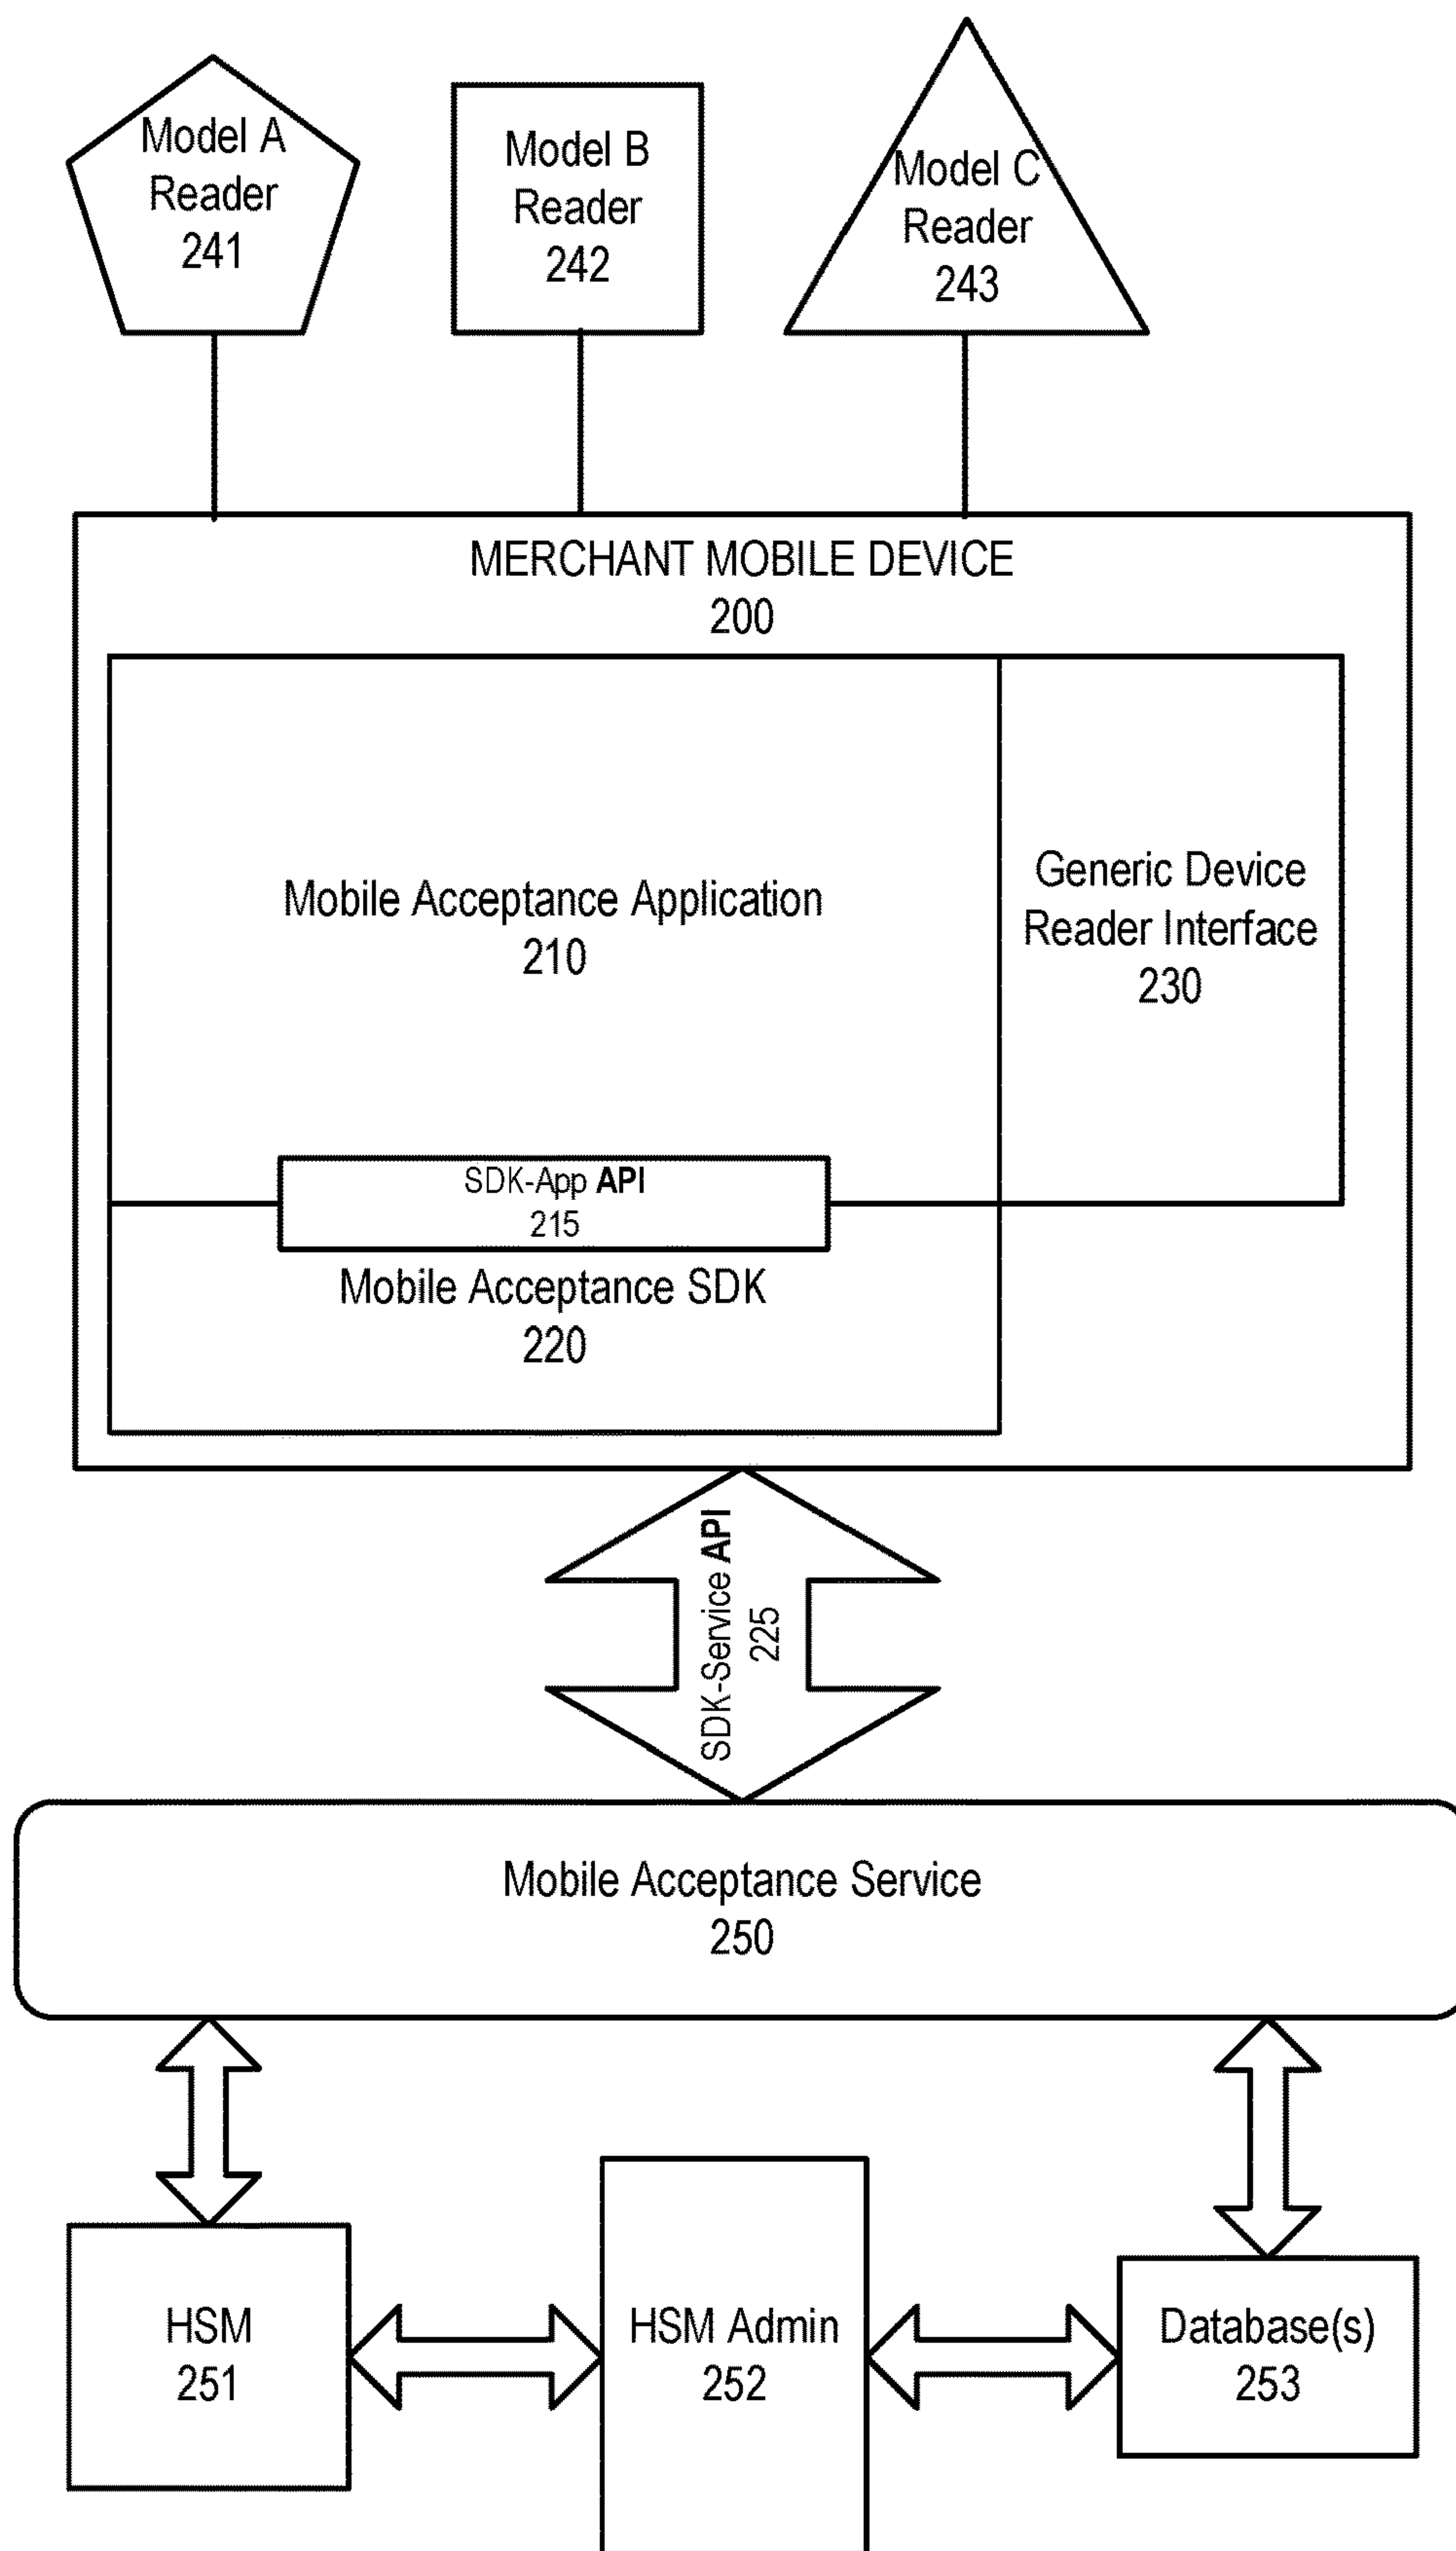 Model A
Reader
241
Model B
Reader
242
Model C
Reader
243
MERCHANT MOBILE DEVICE
200
Mobile Acceptance Application
210
Generic Device
Reader Interface
230
SDK-App API
215
Mobile Acceptance SDK
220
SDK-Service API
225
Mobile Acceptance Service
250
HSM
251
HSM Admin
252
Database(s)
253